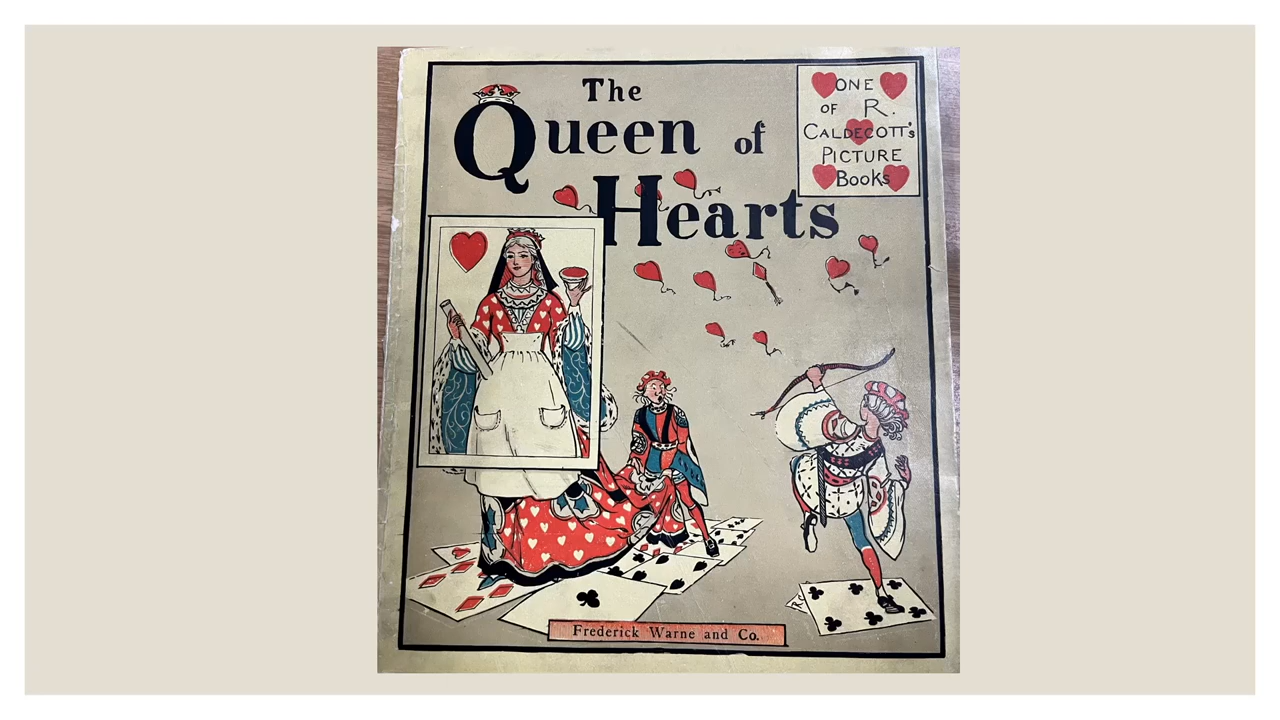 The
Queen of
Hearts
ONE
OF R.
CALDECOTT's
PICTURE
BOOKS
Frederick Warne and Co.